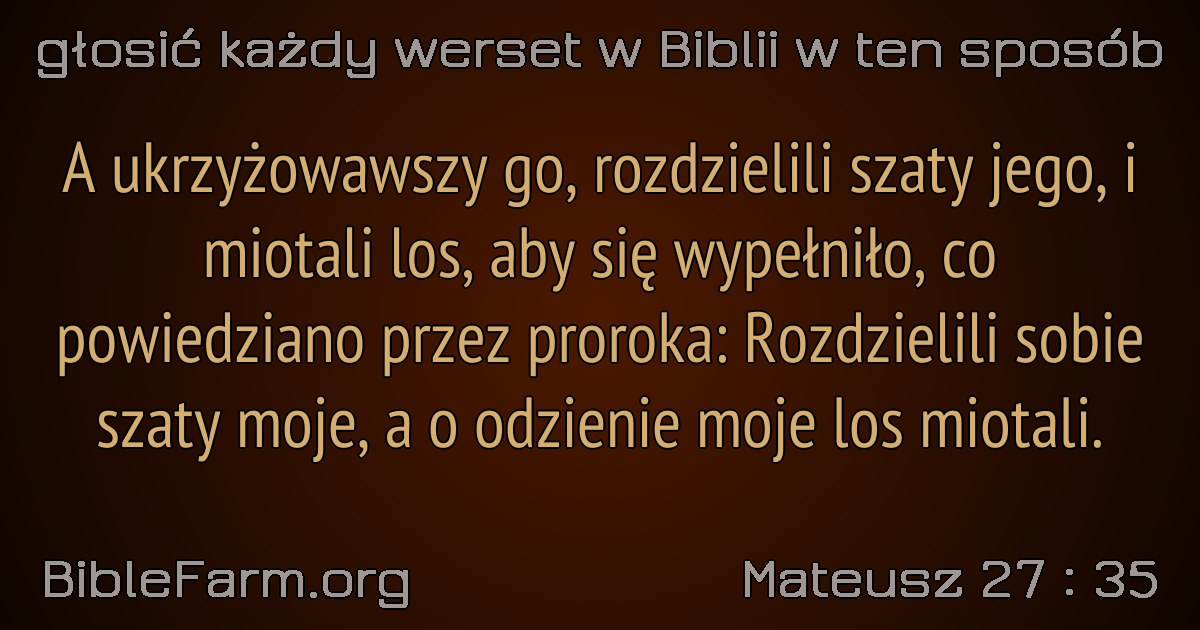 głosić każdy werset w Biblii w ten sposób
A ukrzyżowawszy go, rozdzielili szaty jego, i
miotali los, aby się wypełniło, co
powiedziano przez proroka: Rozdzielili sobie
szaty moje, a o odzienie moje los miotali.
BibleFarm.org
Mateusz 27 : 35